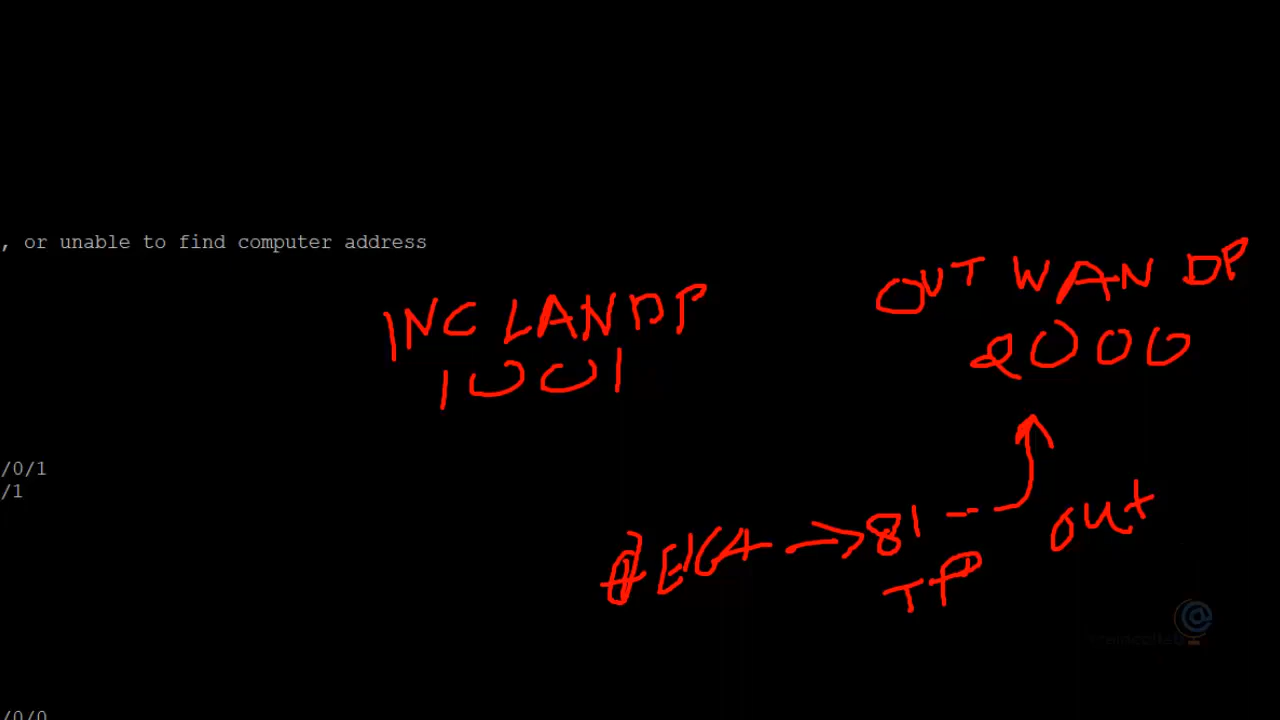 , or unable to find computer address
INC LAN DP
1001
OUT WAN DP
2000
/0/1
/1
E164 → 81 -- out
TP
/0/0